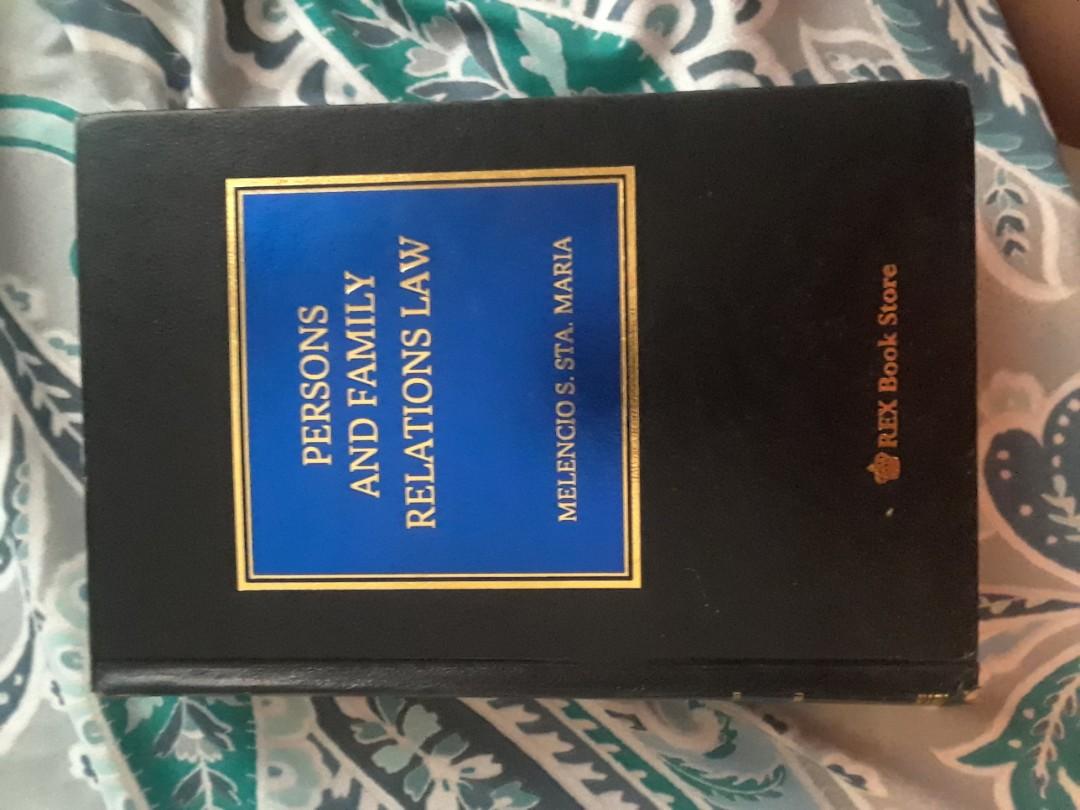 PERSONS
AND FAMILY
RELATIONS LAW
MELENCIO S. STA. MARIA
REX Book Store